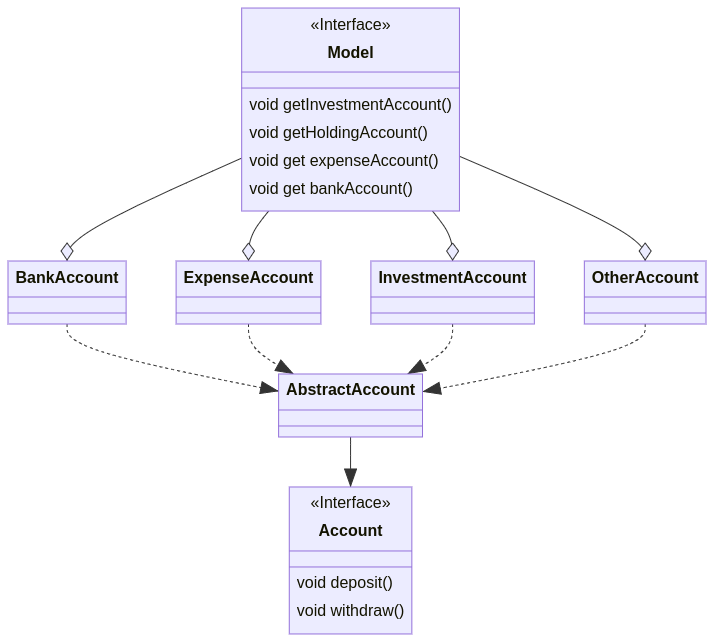 «Interface»
Model
void getInvestmentAccount()
void getHoldingAccount()
void get expenseAccount()
void get bankAccount()
BankAccount
ExpenseAccount
InvestmentAccount
OtherAccount
AbstractAccount
«Interface»
Account
void deposit()
void withdraw()